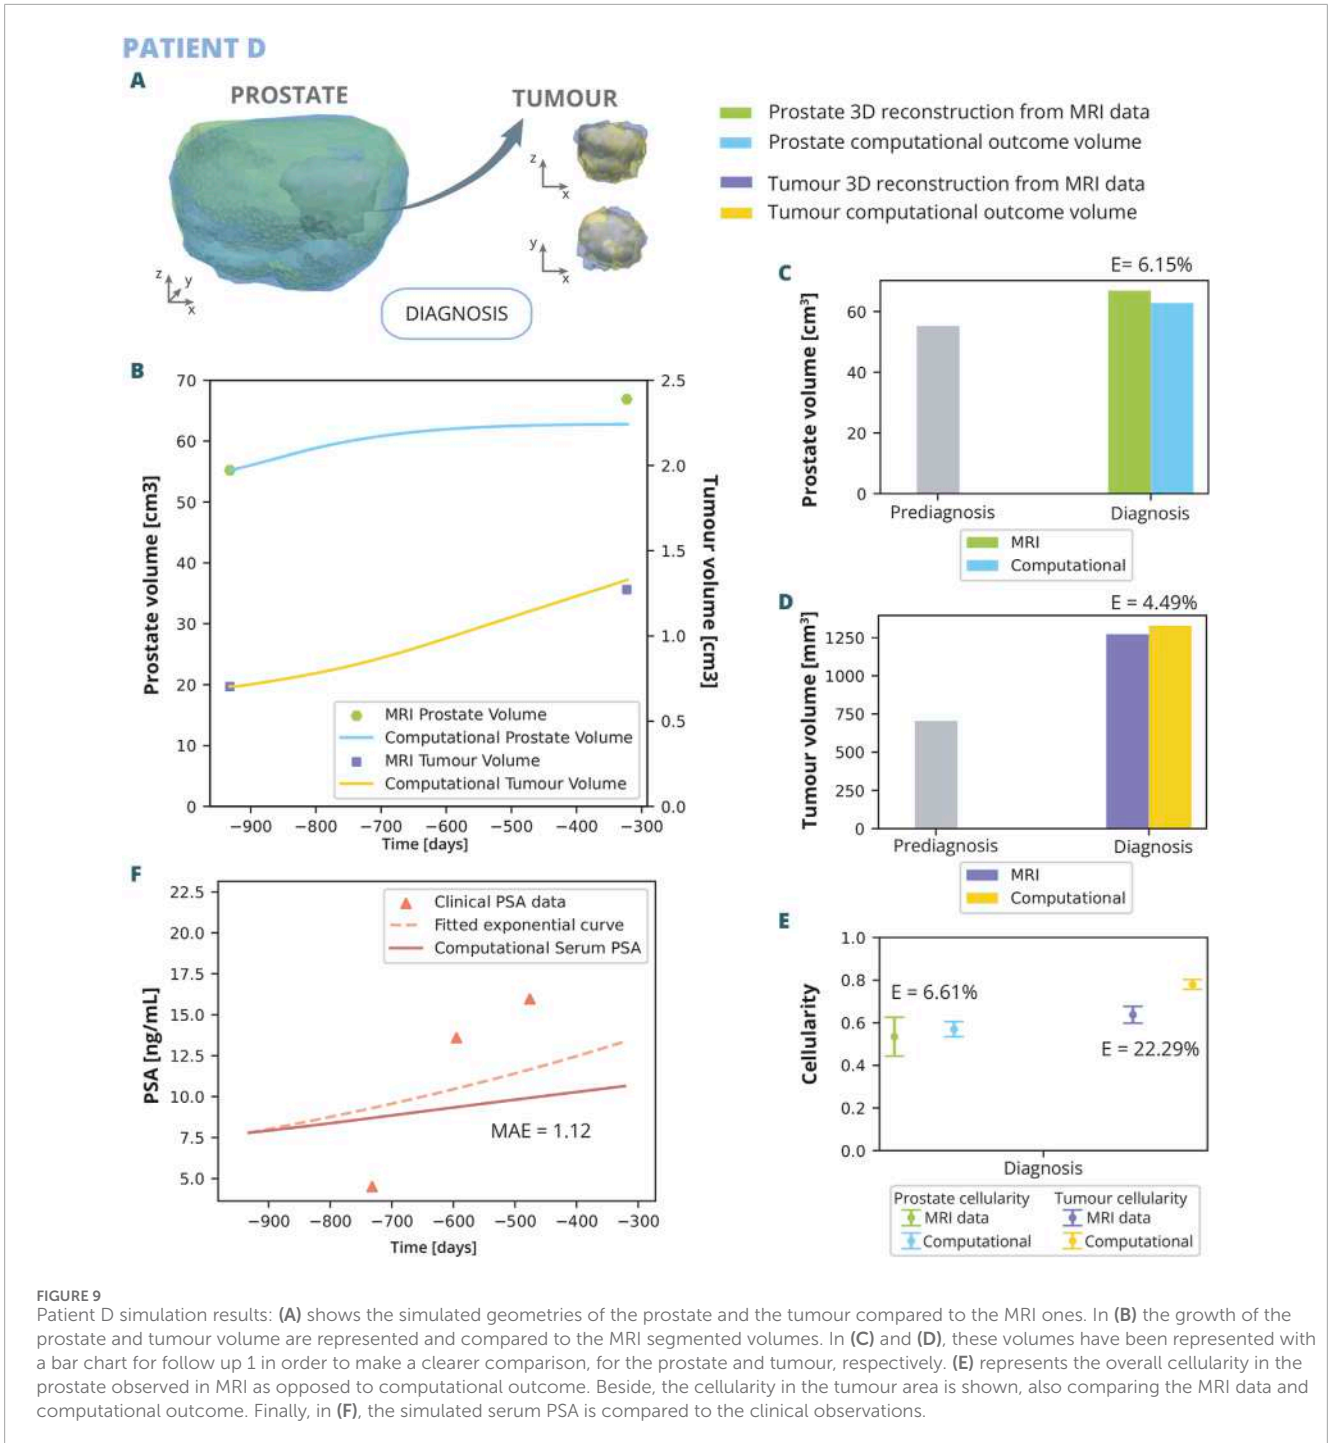 PATIENT D
A
PROSTATE
TUMOUR
z
x
y
x
z
y
x
DIAGNOSIS
Prostate 3D reconstruction from MRI data
Prostate computational outcome volume
Tumour 3D reconstruction from MRI data
Tumour computational outcome volume
B
70
60
50
40
30
20
10
0
Prostate volume [cm3]
2.5
2.0
1.5
1.0
0.5
0.0
Tumour volume [cm3]
MRI Prostate Volume
Computational Prostate Volume
MRI Tumour Volume
Computational Tumour Volume
−900 −800 −700 −600 −500 −400 −300
Time [days]
C
E= 6.15%
Prostate volume [cm³]
60
40
20
0
Prediagnosis Diagnosis
MRI
Computational
D
E = 4.49%
Tumour volume [mm³]
1250
1000
750
500
250
0
Prediagnosis Diagnosis
MRI
Computational
E
Cellularity
1.0
0.8
0.6
0.4
0.2
0.0
E = 6.61%
E = 22.29%
Diagnosis
Prostate cellularity Tumour cellularity
MRI data MRI data
Computational Computational
F
PSA [ng/mL]
22.5
20.0
17.5
15.0
12.5
10.0
7.5
5.0
Clinical PSA data
Fitted exponential curve
Computational Serum PSA
MAE = 1.12
−900 −800 −700 −600 −500 −400 −300
Time [days]
FIGURE 9
Patient D simulation results: (A) shows the simulated geometries of the prostate and the tumour compared to the MRI ones. In (B) the growth of the
prostate and tumour volume are represented and compared to the MRI segmented volumes. In (C) and (D), these volumes have been represented with
a bar chart for follow up 1 in order to make a clearer comparison, for the prostate and tumour, respectively. (E) represents the overall cellularity in the
prostate observed in MRI as opposed to computational outcome. Beside, the cellularity in the tumour area is shown, also comparing the MRI data and
computational outcome. Finally, in (F), the simulated serum PSA is compared to the clinical observations.